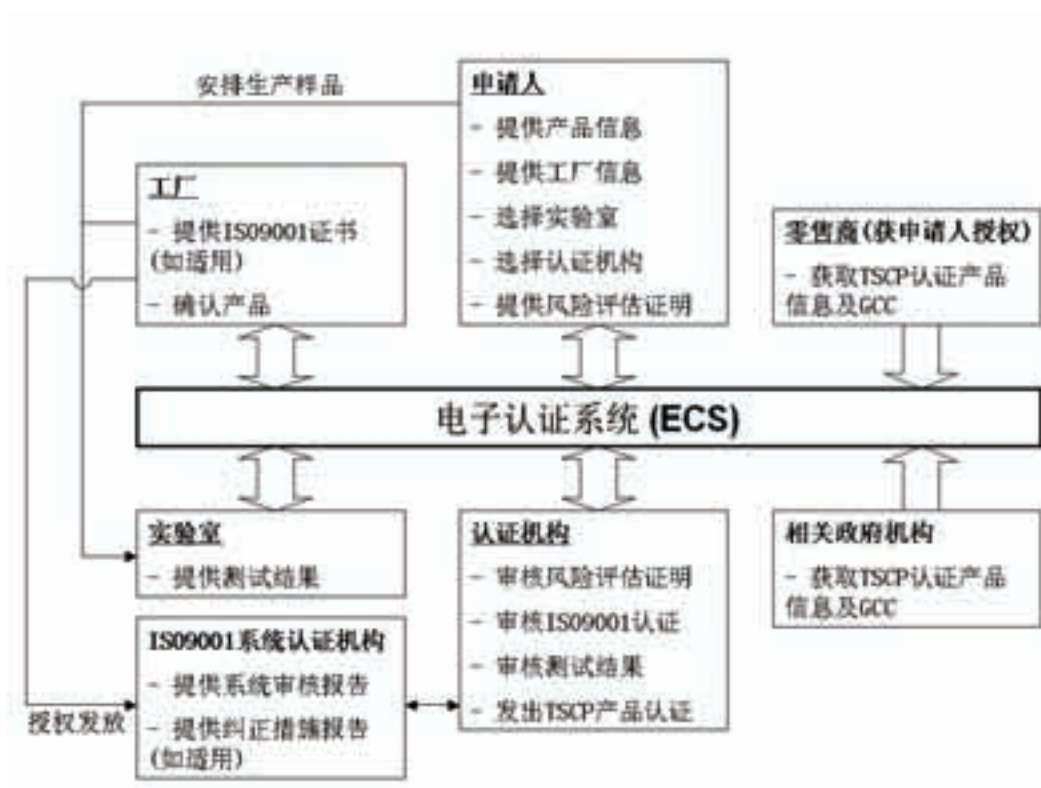 安排生产样品
申请人
- 提供产品信息
- 提供工厂信息
- 选择实验室
- 选择认证机构
- 提供风险评估证明
工厂
- 提供ISO9001证书
(如适用)
- 确认产品
零售商(获申请人授权)
- 获取TSCP认证产品
信息及GCC
电子认证系统 (ECS)
实验室
- 提供测试结果
认证机构
- 审核风险评估证明
- 审核ISO9001认证
- 审核测试结果
- 发出TSCP产品认证
相关政府机构
- 获取TSCP认证产品
信息及GCC
ISO9001系统认证机构
- 提供系统审核报告
- 提供纠正措施报告
(如适用)
授权发放